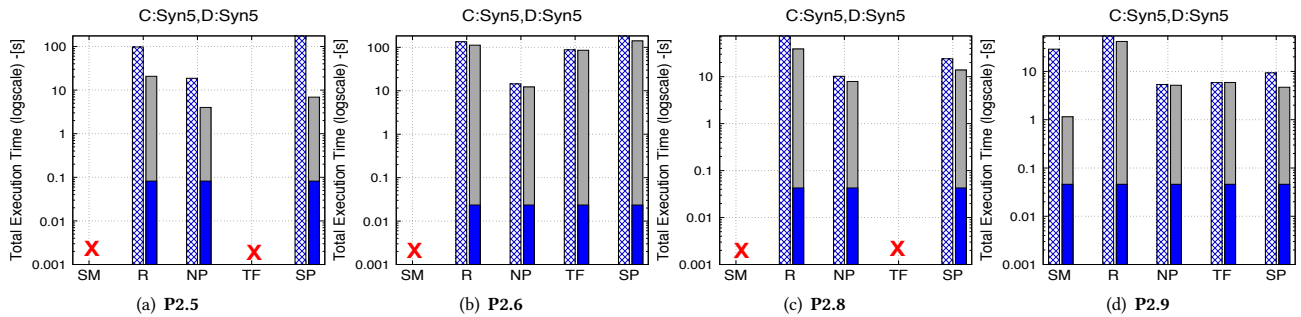 C:Syn5,D:Syn5
Total Execution Time (logscale) -[s]
100
10
1
0.1
0.01
0.001
X
X
SM R NP TF SP
(a) P2.5
C:Syn5,D:Syn5
Total Execution Time (logscale) -[s]
100
10
1
0.1
0.01
0.001
X
SM R NP TF SP
(b) P2.6
C:Syn5,D:Syn5
Total Execution Time (logscale) -[s]
10
1
0.1
0.01
0.001
X
X
SM R NP TF SP
(c) P2.8
C:Syn5,D:Syn5
Total Execution Time (logscale) -[s]
10
1
0.1
0.01
0.001
SM R NP TF SP
(d) P2.9